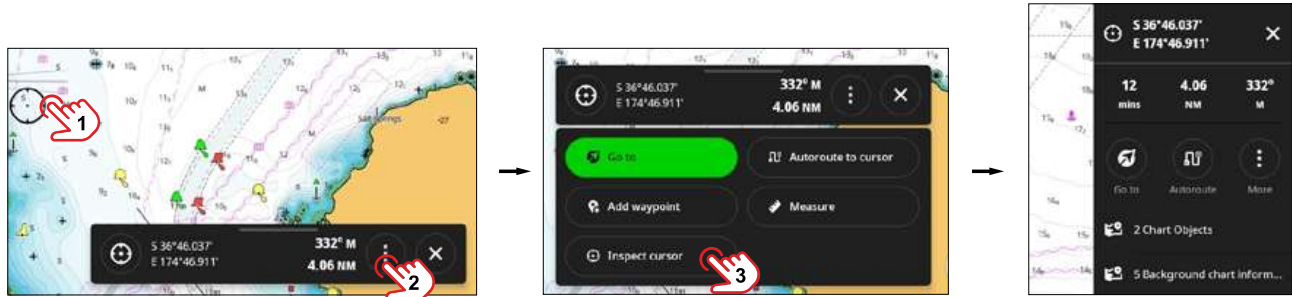 1
Salt Springs
S 36°46.037'
E 174°46.911'
332° M
4.06 NM
2
S 36°46.037'
E 174°46.911'
332° M
4.06 NM
Go to
Autoroute to cursor
Add waypoint
Measure
Inspect cursor
3
S 36°46.037'
E 174°46.911'
12
mins
4.06
NM
332°
M
Go to
Autoroute
More
2 Chart Objects
5 Background chart inform...